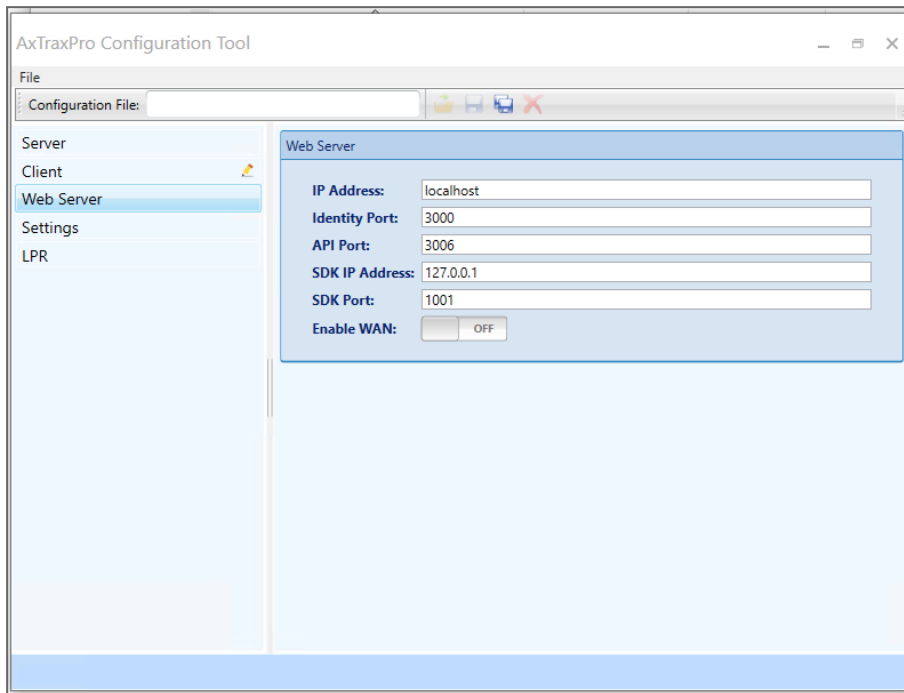 AxTraxPro Configuration Tool
File
Configuration File:
Server
Client
Web Server
Settings
LPR
Web Server
IP Address: localhost
Identity Port: 3000
API Port: 3006
SDK IP Address: 127.0.0.1
SDK Port: 1001
Enable WAN: OFF